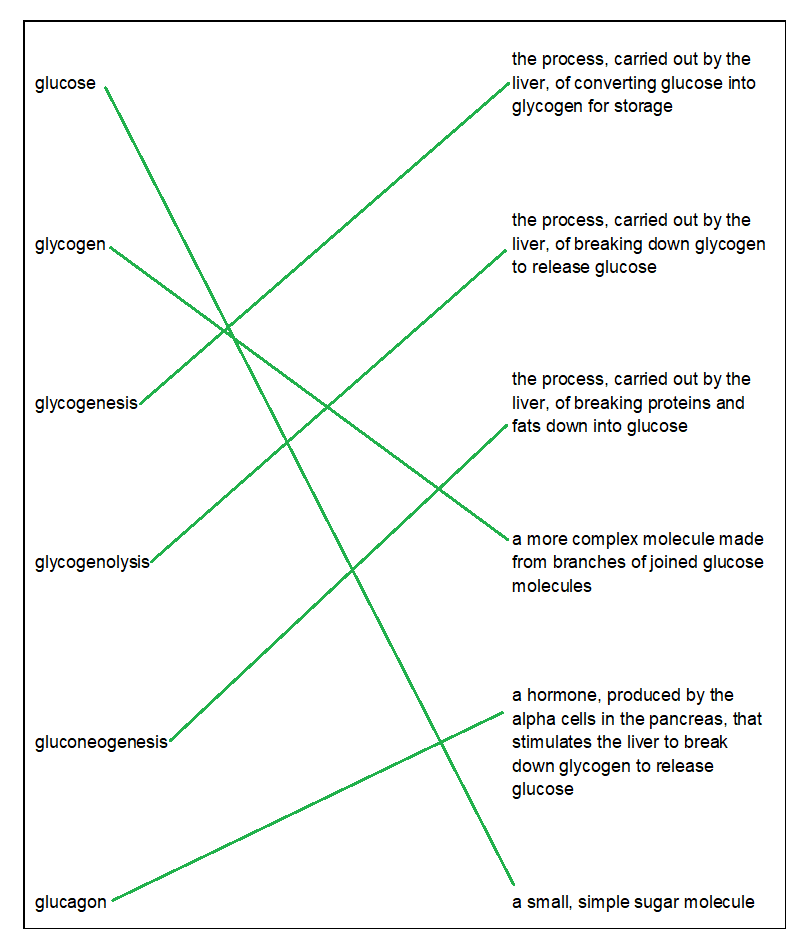 glucose
the process, carried out by the
liver, of converting glucose into
glycogen for storage
glycogen
the process, carried out by the
liver, of breaking down glycogen
to release glucose
glycogenesis
the process, carried out by the
liver, of breaking proteins and
fats down into glucose
glycogenolysis
a more complex molecule made
from branches of joined glucose
molecules
gluconeogenesis
a hormone, produced by the
alpha cells in the pancreas, that
stimulates the liver to break
down glycogen to release
glucose
glucagon
a small, simple sugar molecule